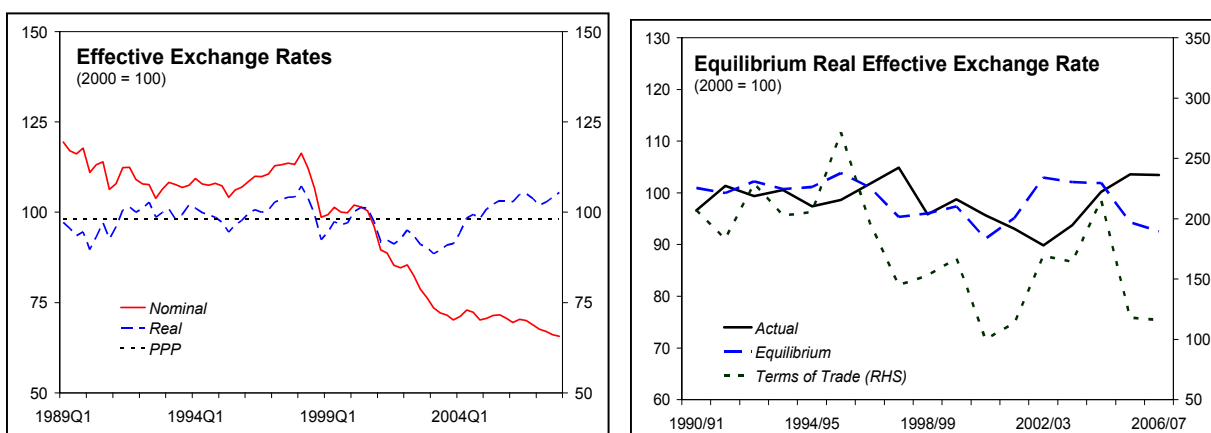 Effective Exchange Rates
(2000 = 100)
150
125
100
75
50
150
125
100
75
50
Nominal
Real
PPP
1989Q1 1994Q1 1999Q1 2004Q1
Equilibrium Real Effective Exchange Rate
(2000 = 100)
130
120
110
100
90
80
70
60
350
300
250
200
150
100
50
Actual
Equilibrium
Terms of Trade (RHS)
1990/91 1994/95 1998/99 2002/03 2006/07